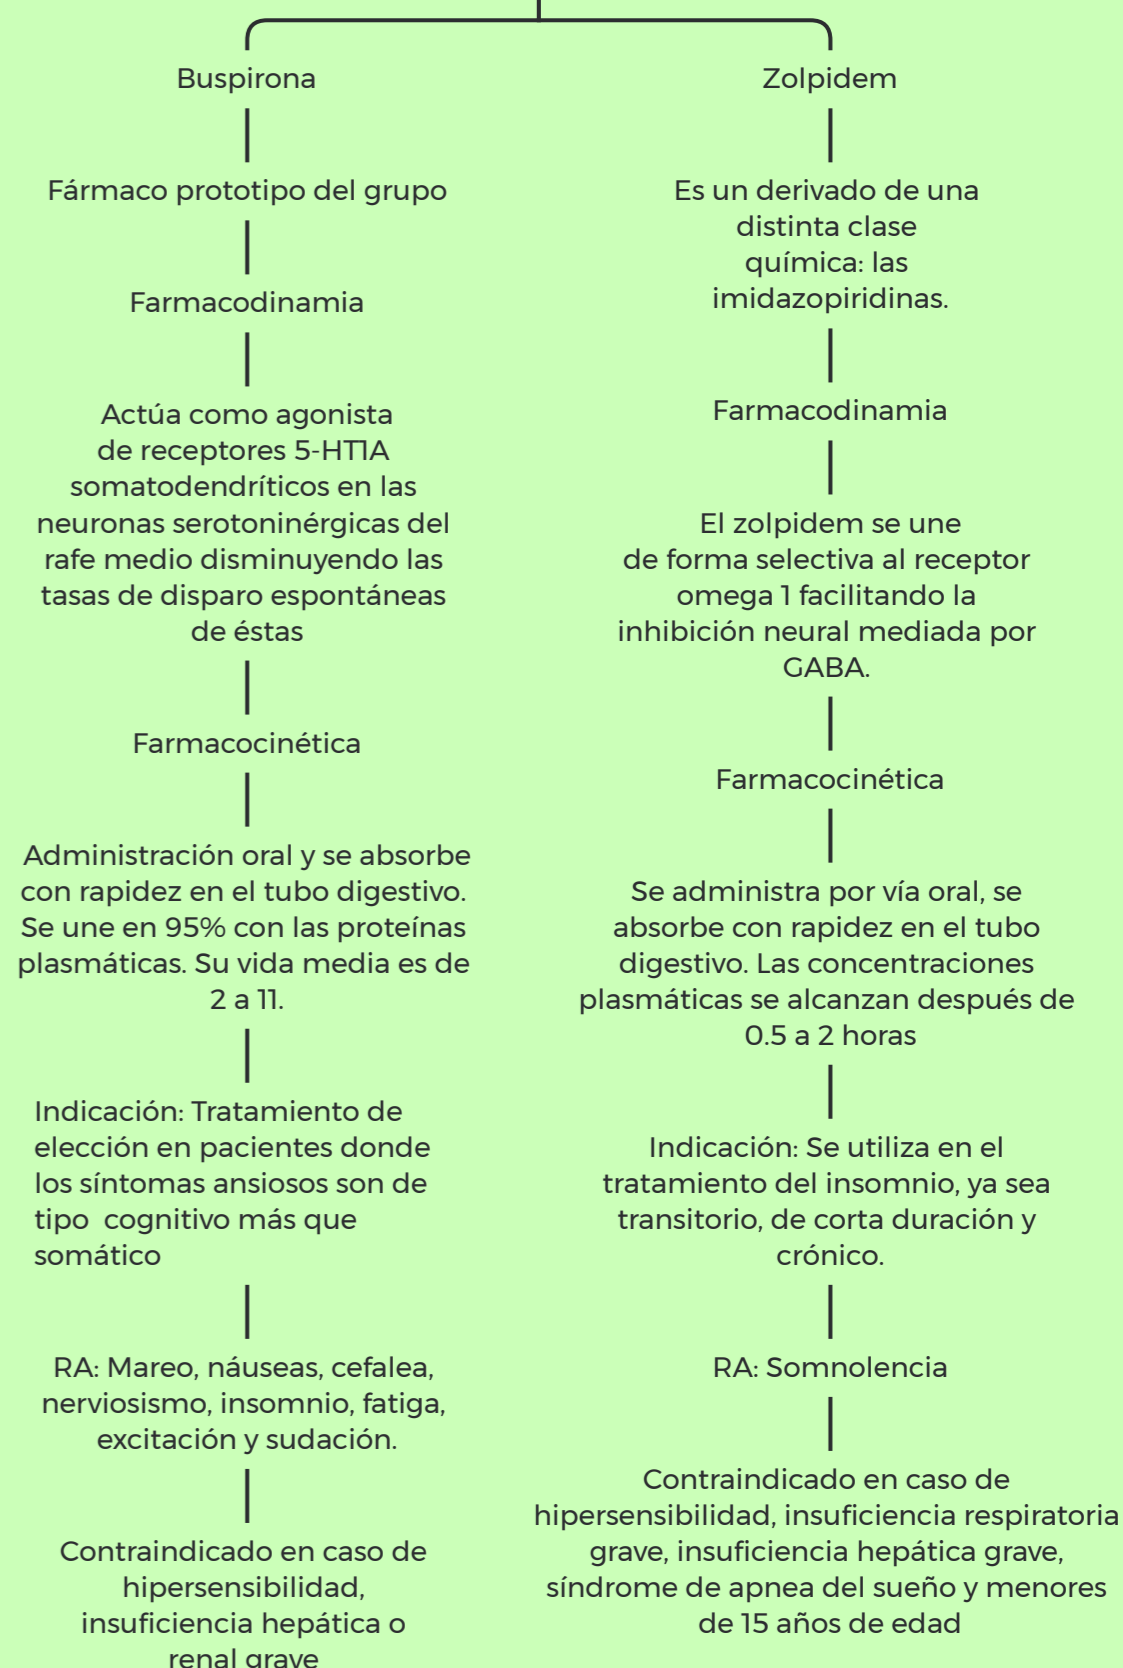 Buspirona
Fármaco prototipo del grupo
Farmacodinamia
Actúa como agonista
de receptores 5-HT1A
somatodendríticos en las
neuronas serotoninérgicas del
rafe medio disminuyendo las
tasas de disparo espontáneas
de éstas
Farmacocinética
Administración oral y se absorbe
con rapidez en el tubo digestivo.
Se une en 95% con las proteínas
plasmáticas. Su vida media es de
2 a 11.
Indicación: Tratamiento de
elección en pacientes donde
los síntomas ansiosos son de
tipo  cognitivo más que
somático
RA: Mareo, náuseas, cefalea,
nerviosismo, insomnio, fatiga,
excitación y sudación.
Contraindicado en caso de
hipersensibilidad,
insuficiencia hepática o
renal grave
Zolpidem
Es un derivado de una
distinta clase
química: las
imidazopiridinas.
Farmacodinamia
El zolpidem se une
de forma selectiva al receptor
omega 1 facilitando la
inhibición neural mediada por
GABA.
Farmacocinética
Se administra por vía oral, se
absorbe con rapidez en el tubo
digestivo. Las concentraciones
plasmáticas se alcanzan después de
0.5 a 2 horas
Indicación: Se utiliza en el
tratamiento del insomnio, ya sea
transitorio, de corta duración y
crónico.
RA: Somnolencia
Contraindicado en caso de
hipersensibilidad, insuficiencia respiratoria
grave, insuficiencia hepática grave,
síndrome de apnea del sueño y menores
de 15 años de edad